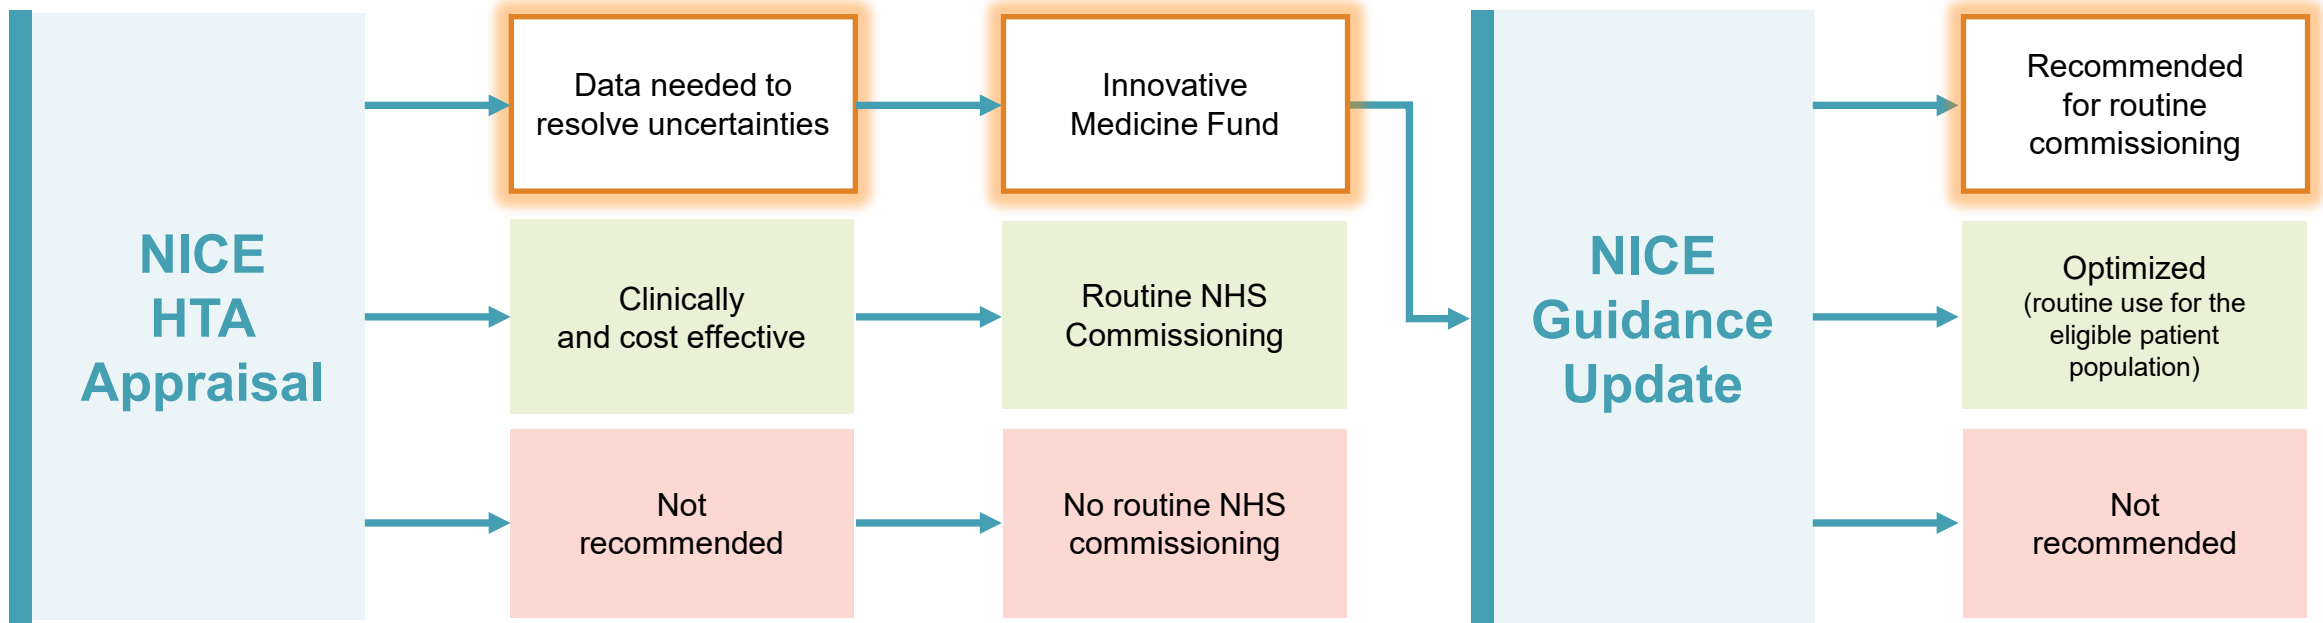 NICE
HTA
Appraisal
Data needed to
resolve uncertainties
Innovative
Medicine Fund
Clinically
and cost effective
Routine NHS
Commissioning
Not
recommended
No routine NHS
commissioning
NICE
Guidance
Update
Recommended
for routine
commissioning
Optimized
(routine use for the
eligible patient
population)
Not
recommended